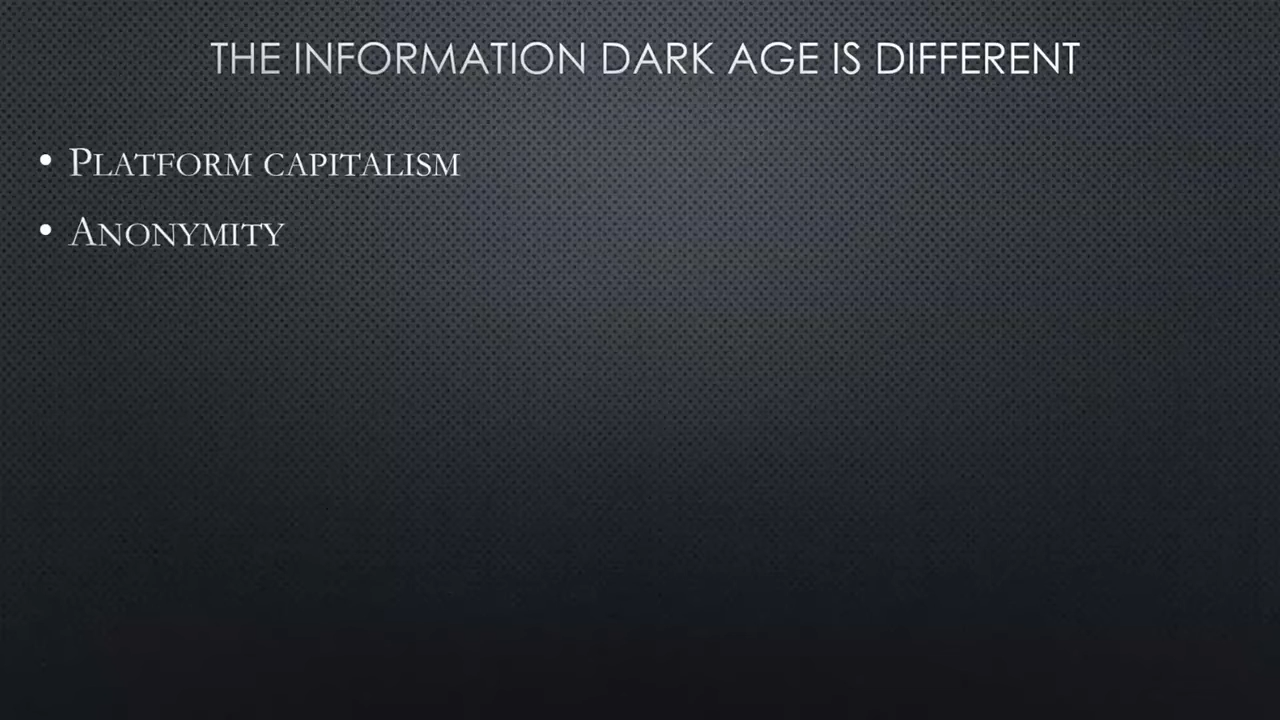 THE INFORMATION DARK AGE IS DIFFERENT
• PLATFORM CAPITALISM
• ANONYMITY